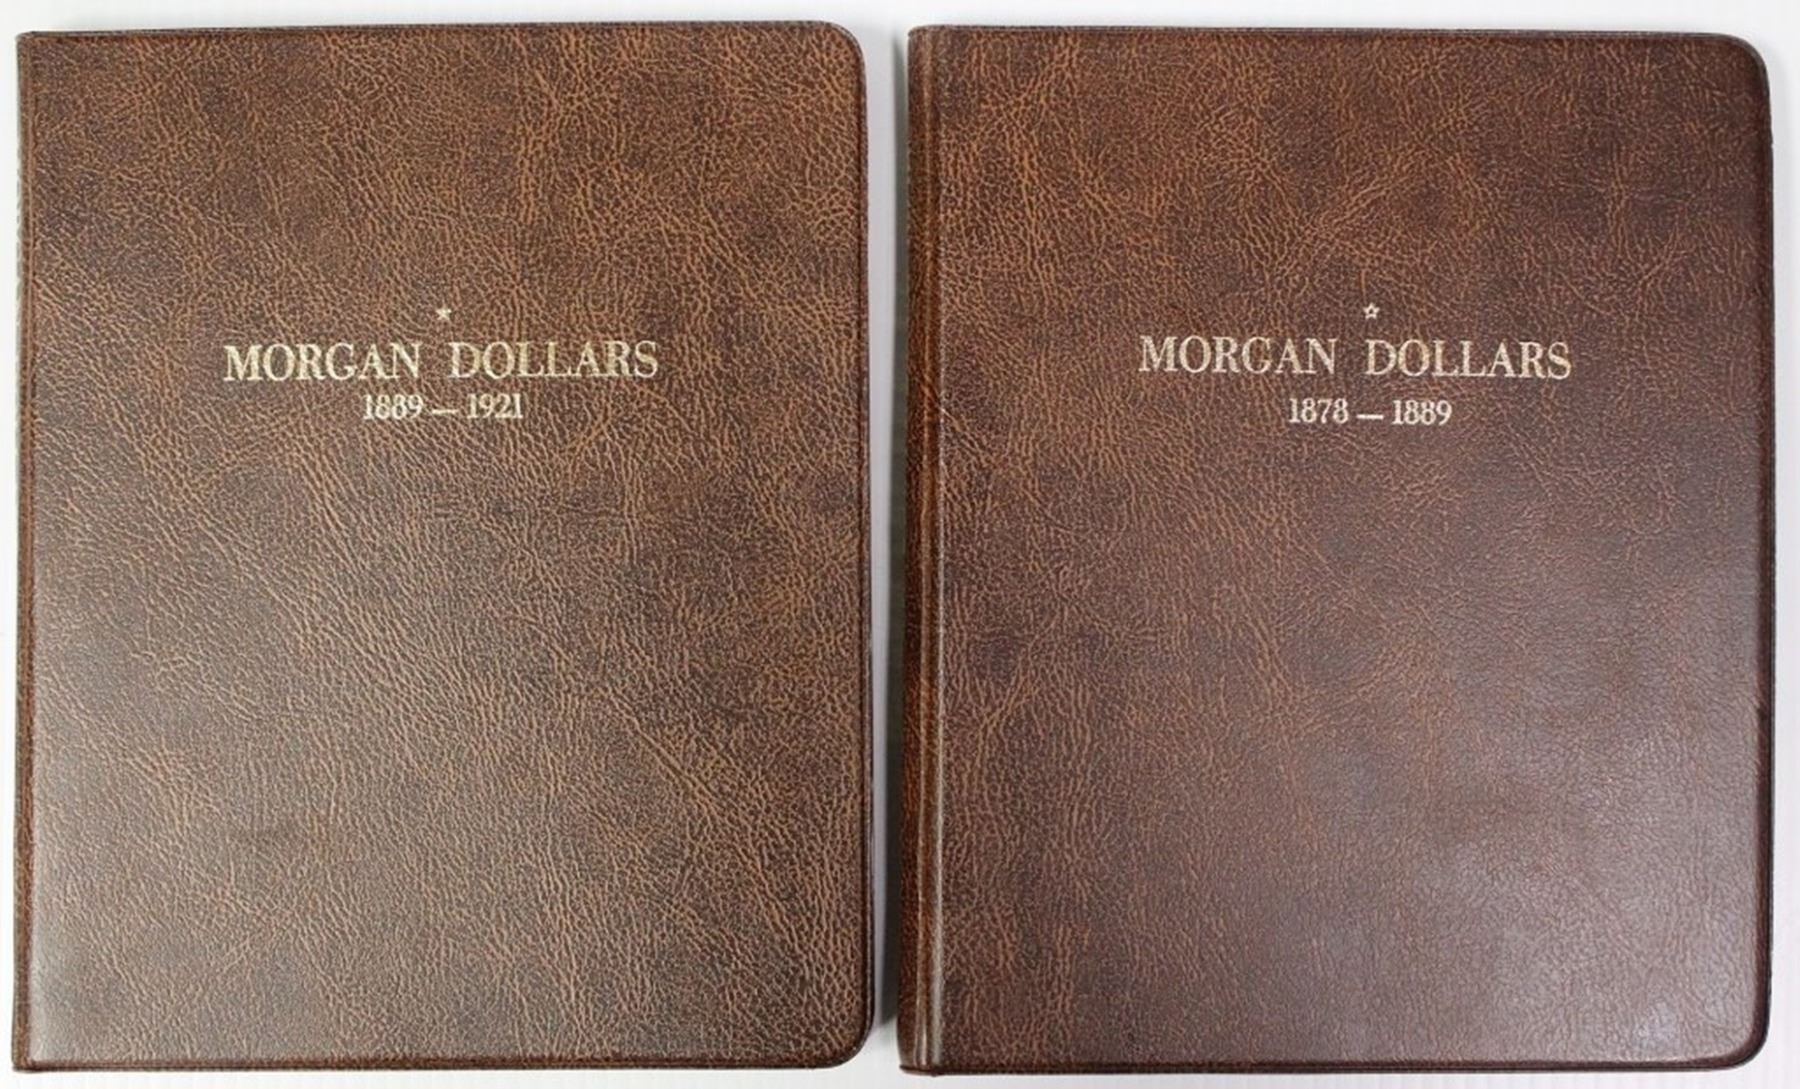 MORGAN DOLLARS
1889 — 1921
MORGAN DOLLARS
1878 — 1889